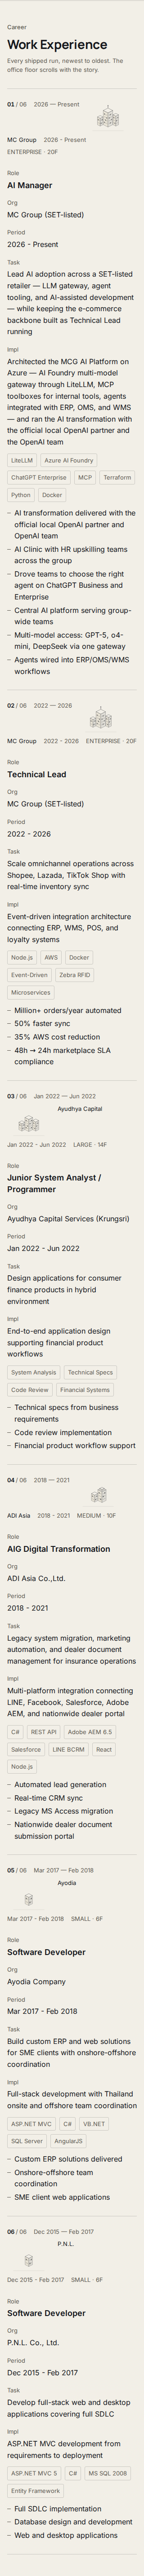 Career
Work Experience
Every shipped run, newest to oldest. The
office floor scrolls with the story.
01 / 06 2026 — Present
MC Group 2026 - Present
ENTERPRISE · 20F
Role
AI Manager
Org
MC Group (SET-listed)
Period
2026 - Present
Task
Lead AI adoption across a SET-listed
retailer — LLM gateway, agent
tooling, and AI-assisted development
— while keeping the e-commerce
backbone built as Technical Lead
running
Impl
Architected the MCG AI Platform on
Azure — AI Foundry multi-model
gateway through LiteLLM, MCP
toolboxes for internal tools, agents
integrated with ERP, OMS, and WMS
— and ran the AI transformation with
the official local OpenAI partner and
the OpenAI team
LiteLLM Azure AI Foundry
ChatGPT Enterprise MCP Terraform
Python Docker
– AI transformation delivered with the
official local OpenAI partner and
OpenAI team
– AI Clinic with HR upskilling teams
across the group
– Drove teams to choose the right
agent on ChatGPT Business and
Enterprise
– Central AI platform serving group-
wide teams
– Multi-model access: GPT-5, o4-
mini, DeepSeek via one gateway
– Agents wired into ERP/OMS/WMS
workflows
02 / 06 2022 — 2026
MC Group 2022 - 2026 ENTERPRISE · 20F
Role
Technical Lead
Org
MC Group (SET-listed)
Period
2022 - 2026
Task
Scale omnichannel operations across
Shopee, Lazada, TikTok Shop with
real-time inventory sync
Impl
Event-driven integration architecture
connecting ERP, WMS, POS, and
loyalty systems
Node.js AWS Docker
Event-Driven Zebra RFID
Microservices
– Million+ orders/year automated
– 50% faster sync
– 35% AWS cost reduction
– 48h → 24h marketplace SLA
compliance
03 / 06 Jan 2022 — Jun 2022
Ayudhya Capital
Jan 2022 - Jun 2022 LARGE · 14F
Role
Junior System Analyst /
Programmer
Org
Ayudhya Capital Services (Krungsri)
Period
Jan 2022 - Jun 2022
Task
Design applications for consumer
finance products in hybrid
environment
Impl
End-to-end application design
supporting financial product
workflows
System Analysis Technical Specs
Code Review Financial Systems
– Technical specs from business
requirements
– Code review implementation
– Financial product workflow support
04 / 06 2018 — 2021
ADI Asia 2018 - 2021 MEDIUM · 10F
Role
AIG Digital Transformation
Org
ADI Asia Co.,Ltd.
Period
2018 - 2021
Task
Legacy system migration, marketing
automation, and dealer document
management for insurance operations
Impl
Multi-platform integration connecting
LINE, Facebook, Salesforce, Adobe
AEM, and nationwide dealer portal
C# REST API Adobe AEM 6.5
Salesforce LINE BCRM React
Node.js
– Automated lead generation
– Real-time CRM sync
– Legacy MS Access migration
– Nationwide dealer document
submission portal
05 / 06 Mar 2017 — Feb 2018
Ayodia
Mar 2017 - Feb 2018 SMALL · 6F
Role
Software Developer
Org
Ayodia Company
Period
Mar 2017 - Feb 2018
Task
Build custom ERP and web solutions
for SME clients with onshore-offshore
coordination
Impl
Full-stack development with Thailand
onsite and offshore team coordination
ASP.NET MVC C# VB.NET
SQL Server AngularJS
– Custom ERP solutions delivered
– Onshore-offshore team
coordination
– SME client web applications
06 / 06 Dec 2015 — Feb 2017
P.N.L.
Dec 2015 - Feb 2017 SMALL · 6F
Role
Software Developer
Org
P.N.L. Co., Ltd.
Period
Dec 2015 - Feb 2017
Task
Develop full-stack web and desktop
applications covering full SDLC
Impl
ASP.NET MVC development from
requirements to deployment
ASP.NET MVC 5 C# MS SQL 2008
Entity Framework
– Full SDLC implementation
– Database design and development
– Web and desktop applications